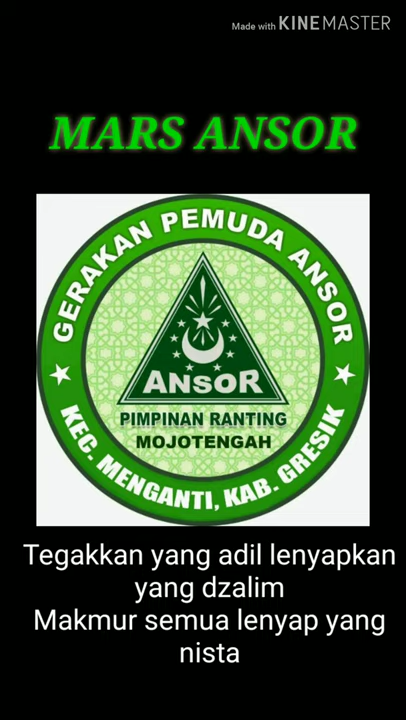 Made with KINEMASTER
MARS ANSOR
GERAKAN PEMUDA ANSOR
ANSOR
PIMPINAN RANTING
MOJOTENGAH
KEC. MENGANTI, KAB. GRESIK
Tegakkan yang adil lenyapkan
yang dzalim
Makmur semua lenyap yang
nista